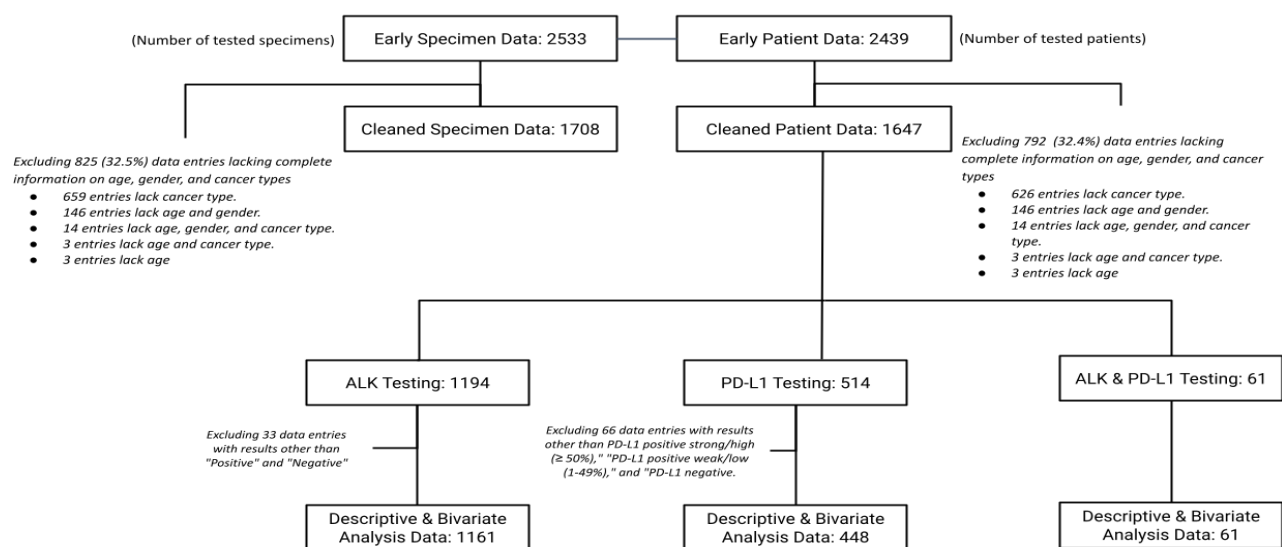 (Number of tested specimens)
Early Specimen Data: 2533
Early Patient Data: 2439
(Number of tested patients)
Cleaned Specimen Data: 1708
Cleaned Patient Data: 1647
Excluding 825 (32.5%) data entries lacking complete
information on age, gender, and cancer types
● 659 entries lack cancer type.
● 146 entries lack age and gender.
● 14 entries lack age, gender, and cancer type.
● 3 entries lack age and cancer type.
● 3 entries lack age
Excluding 792 (32.4%) data entries lacking
complete information on age, gender, and cancer
types
● 626 entries lack cancer type.
● 146 entries lack age and gender.
● 14 entries lack age, gender, and cancer
type.
● 3 entries lack age and cancer type.
● 3 entries lack age
ALK Testing: 1194
PD-L1 Testing: 514
ALK & PD-L1 Testing: 61
Excluding 33 data entries
with results other than
"Positive" and "Negative"
Excluding 66 data entries with results
other than PD-L1 positive strong/high
(≥ 50%)," "PD-L1 positive weak/low
(1-49%)," and "PD-L1 negative.
Descriptive & Bivariate
Analysis Data: 1161
Descriptive & Bivariate
Analysis Data: 448
Descriptive & Bivariate
Analysis Data: 61